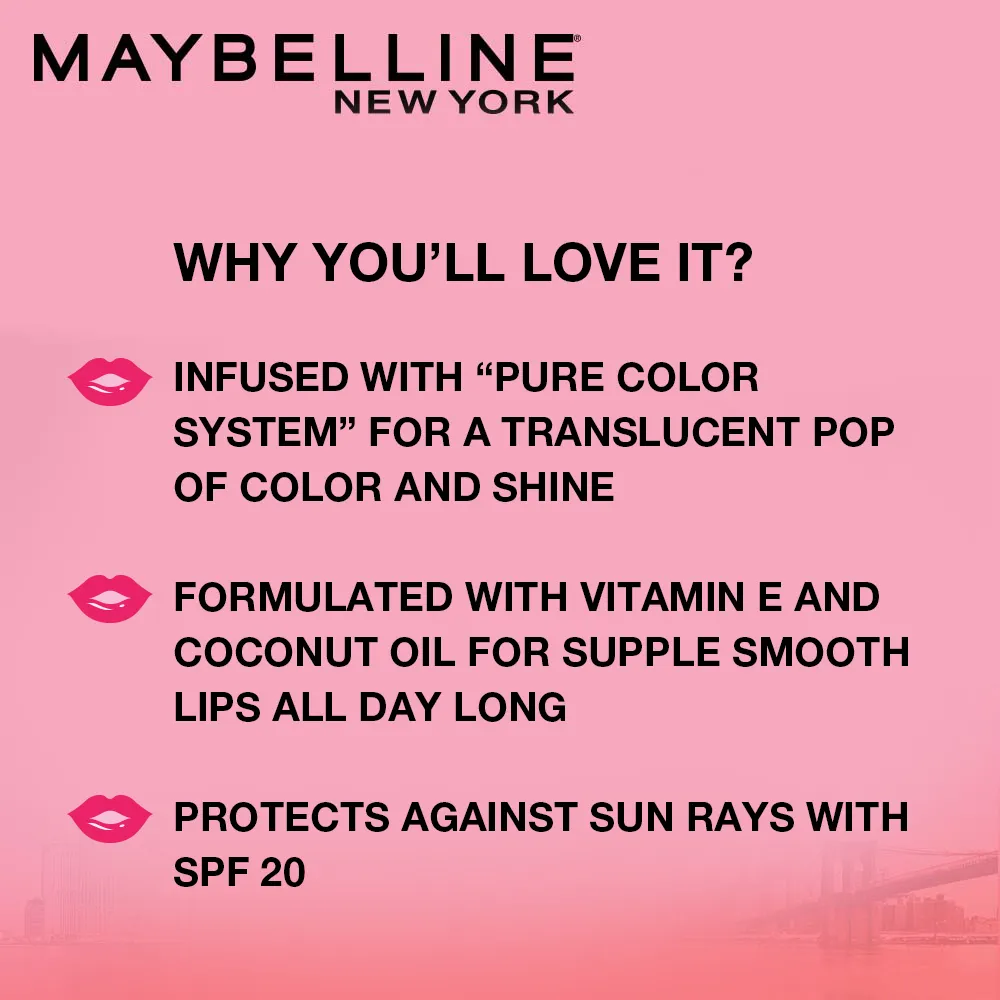 MAYBELLINE®
NEW YORK
WHY YOU’LL LOVE IT?
INFUSED WITH “PURE COLOR
SYSTEM” FOR A TRANSLUCENT POP
OF COLOR AND SHINE
FORMULATED WITH VITAMIN E AND
COCONUT OIL FOR SUPPLE SMOOTH
LIPS ALL DAY LONG
PROTECTS AGAINST SUN RAYS WITH
SPF 20